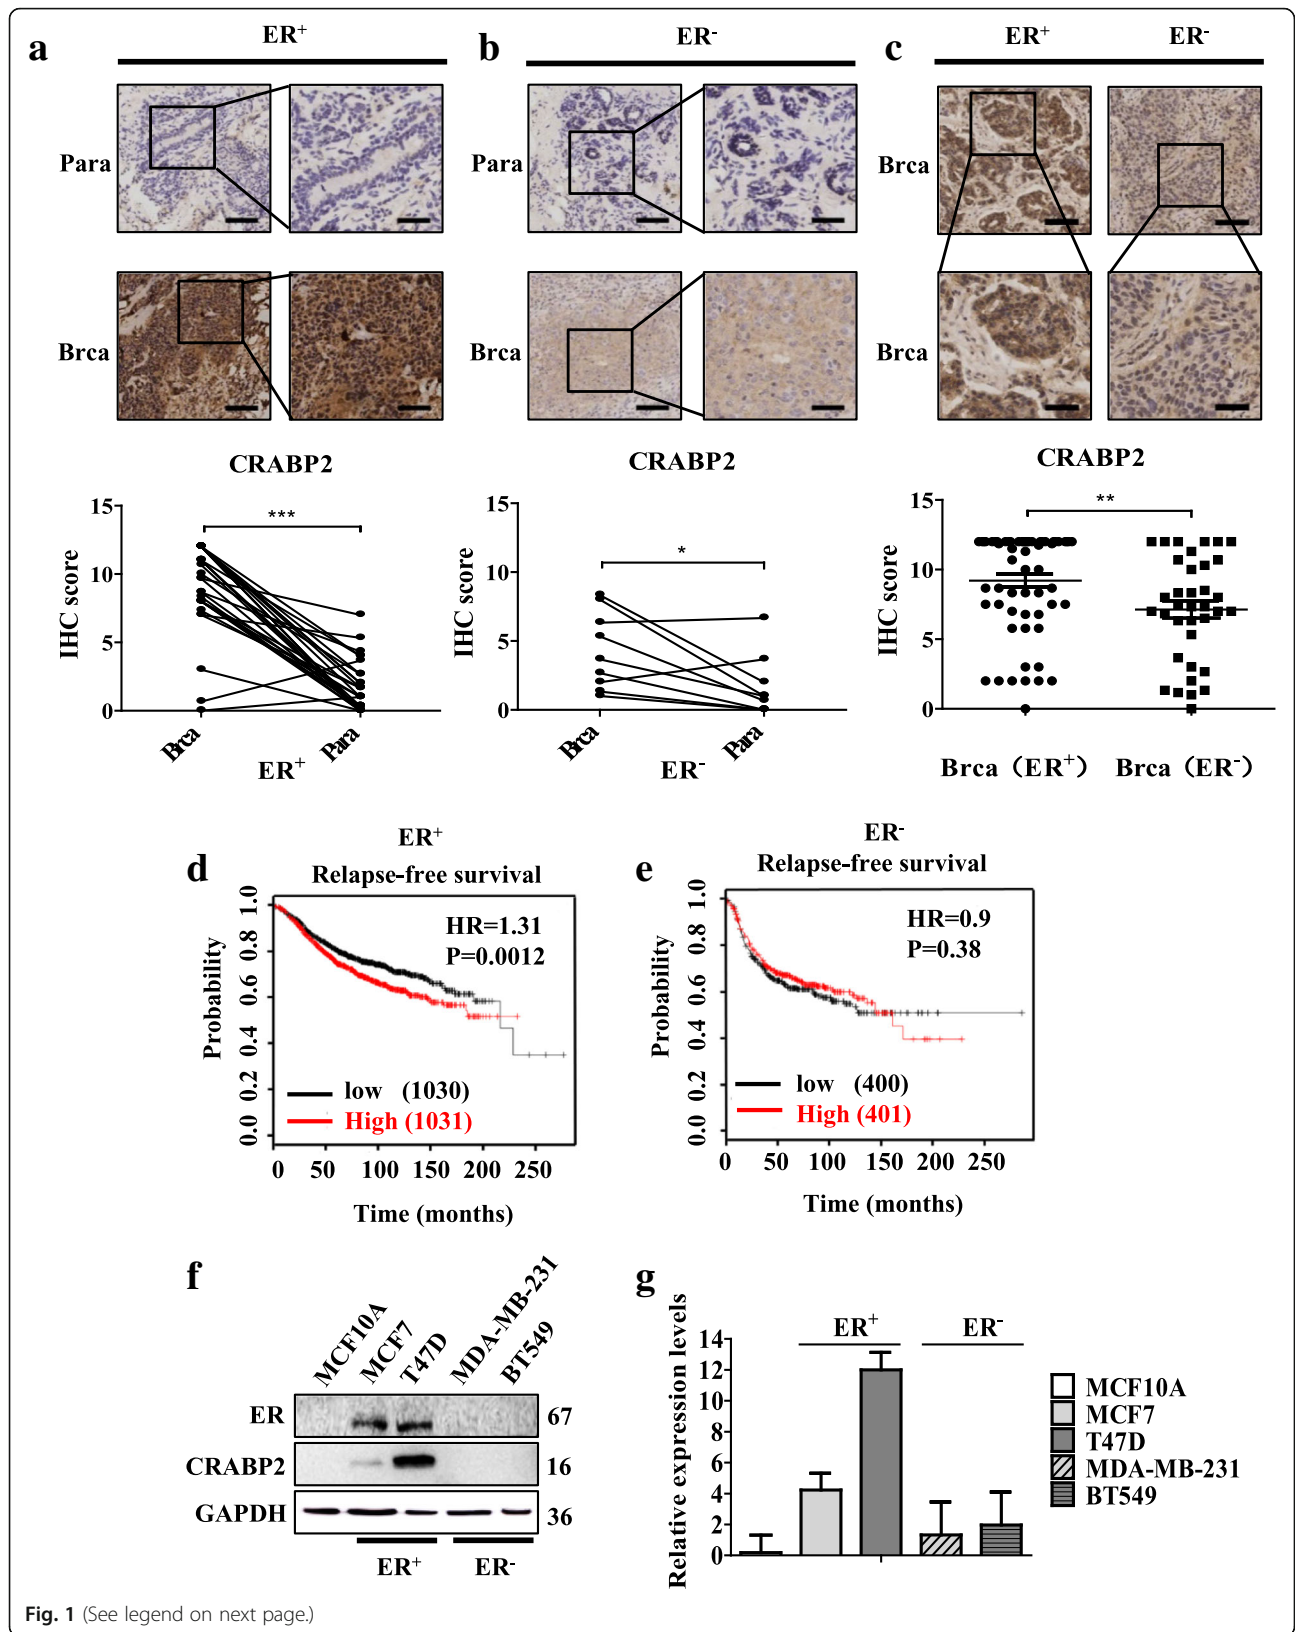 a
ER⁺
Para
Brca
CRABP2
IHC score
15
10
5
0
***
Brca
Para
ER⁺
b
ER⁻
Para
Brca
CRABP2
IHC score
15
10
5
0
*
Brca
Para
ER⁻
c
ER⁺ ER⁻
Brca
Brca
CRABP2
IHC score
15
10
5
0
**
Brca（ER⁺） Brca（ER⁻）
d
ER⁺
Relapse-free survival
Probability
1.0
0.8
0.6
0.4
0.2
0.0
HR=1.31
P=0.0012
low (1030)
High (1031)
0 50 100 150 200 250
Time (months)
e
ER⁻
Relapse-free survival
Probability
1.0
0.8
0.6
0.4
0.2
0.0
HR=0.9
P=0.38
low (400)
High (401)
0 50 100 150 200 250
Time (months)
f
MCF10A
MCF7
T47D
MDA-MB-231
BT549
ER 67
CRABP2 16
GAPDH 36
ER⁺ ER⁻
g
Relative expression levels
14
12
10
8
6
4
2
0
ER⁺ ER⁻
MCF10A
MCF7
T47D
MDA-MB-231
BT549
Fig. 1 (See legend on next page.)